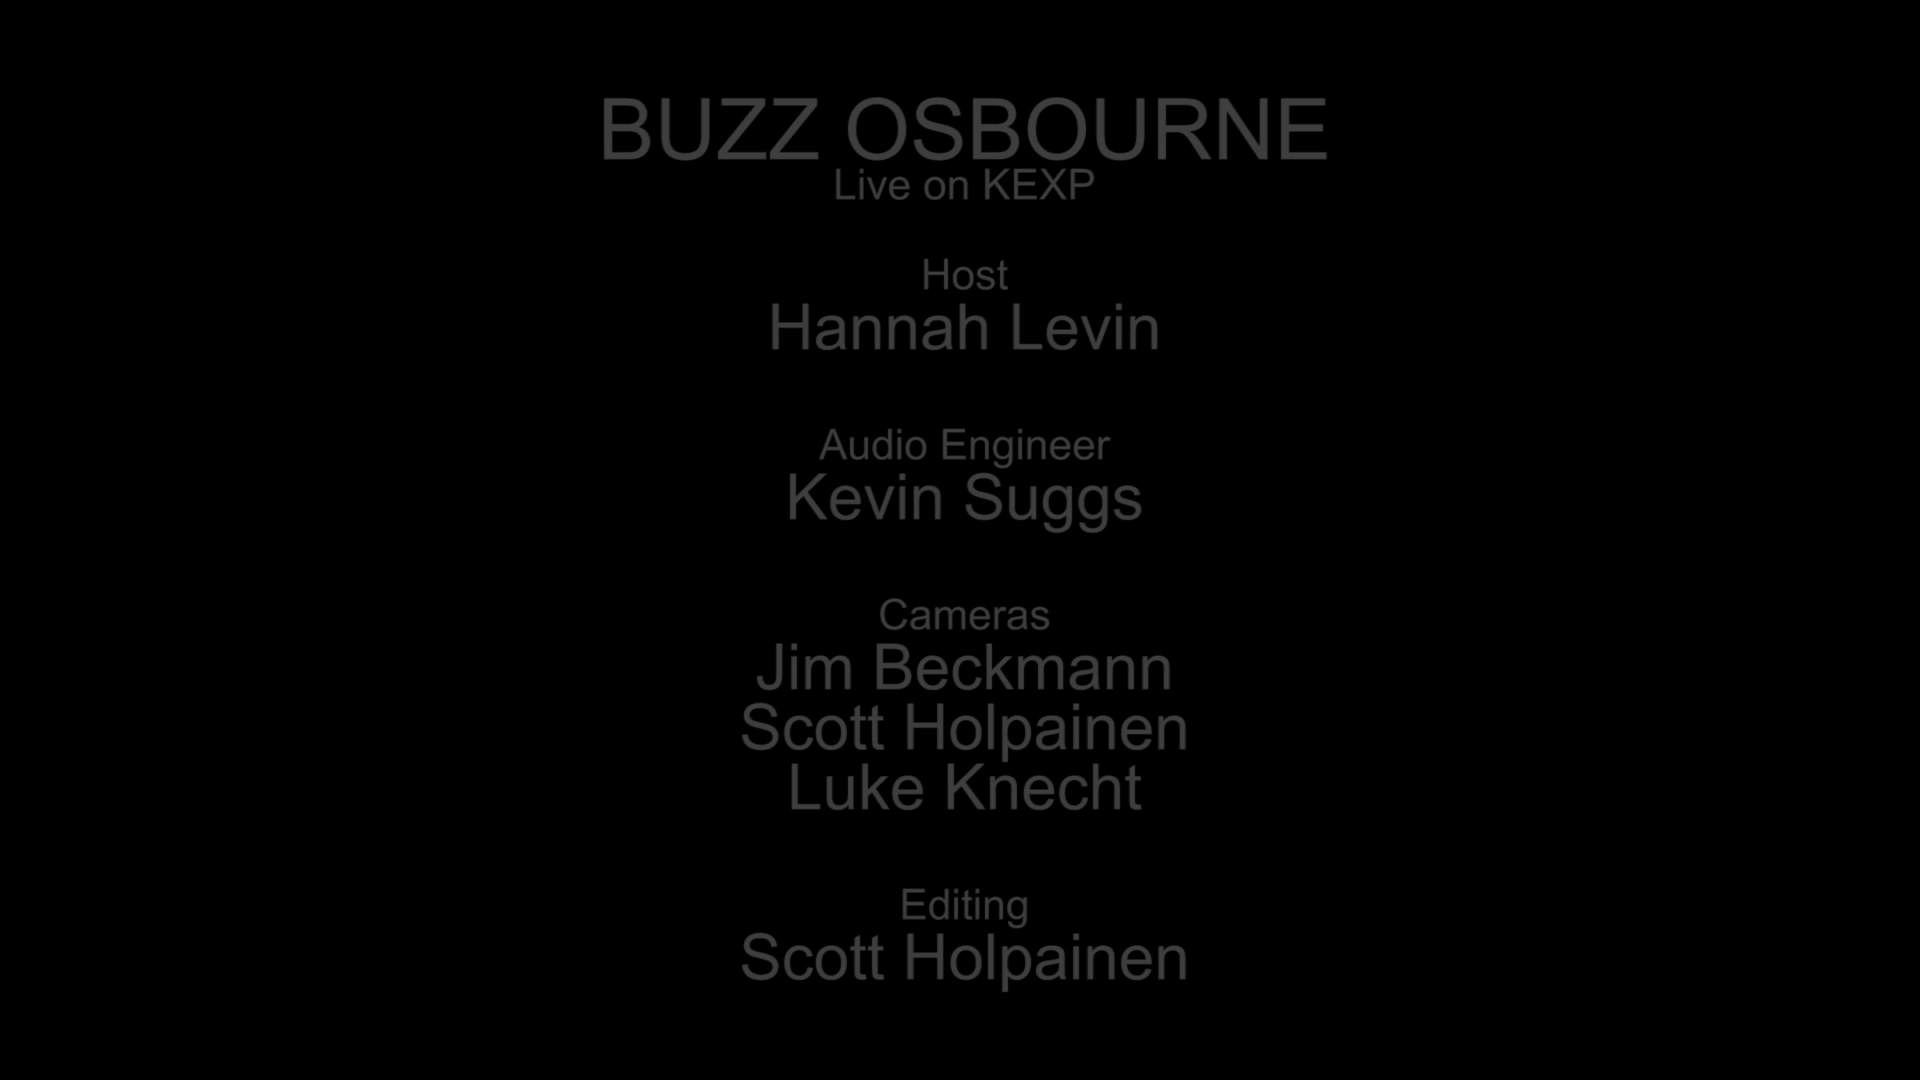 BUZZ OSBOURNE
Live on KEXP
Host
Hannah Levin
Audio Engineer
Kevin Suggs
Cameras
Jim Beckmann
Scott Holpainen
Luke Knecht
Editing
Scott Holpainen